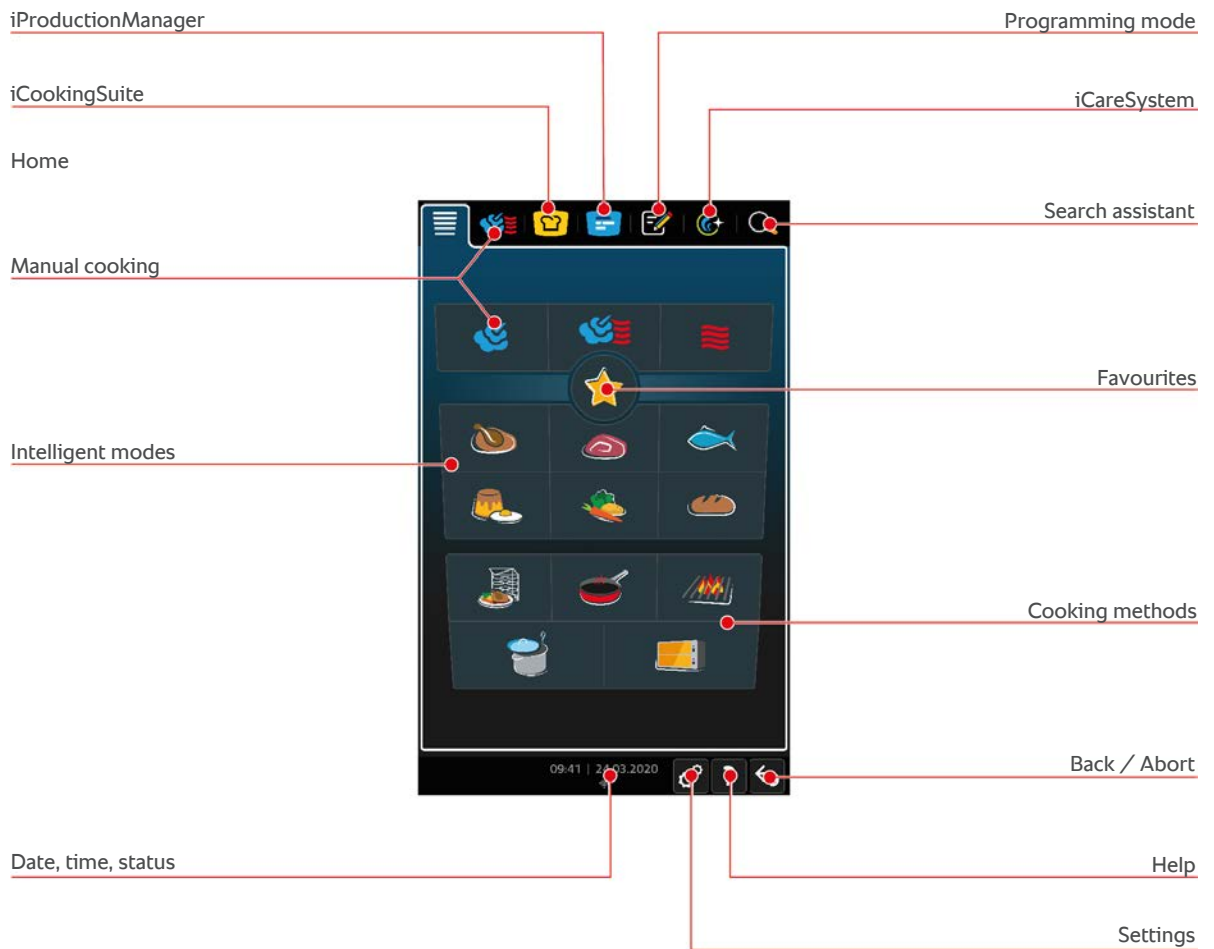 iProductionManager
Programming mode
iCookingSuite
iCareSystem
Home
Search assistant
Manual cooking
Favourites
Intelligent modes
Cooking methods
09:41 | 24.03.2020
Back / Abort
Date, time, status
Help
Settings